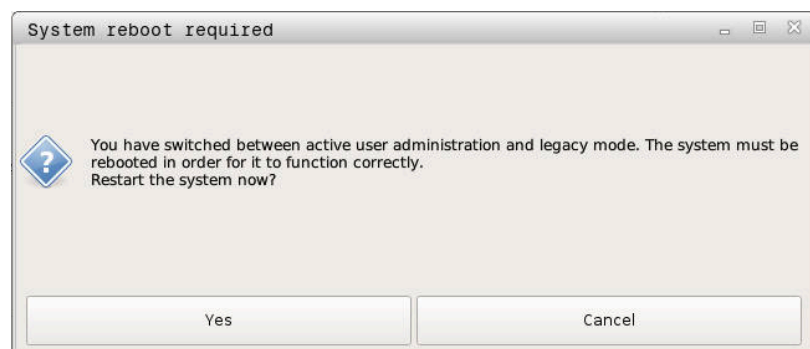 System reboot required
You have switched between active user administration and legacy mode. The system must be
rebooted in order for it to function correctly.
Restart the system now?
Yes
Cancel